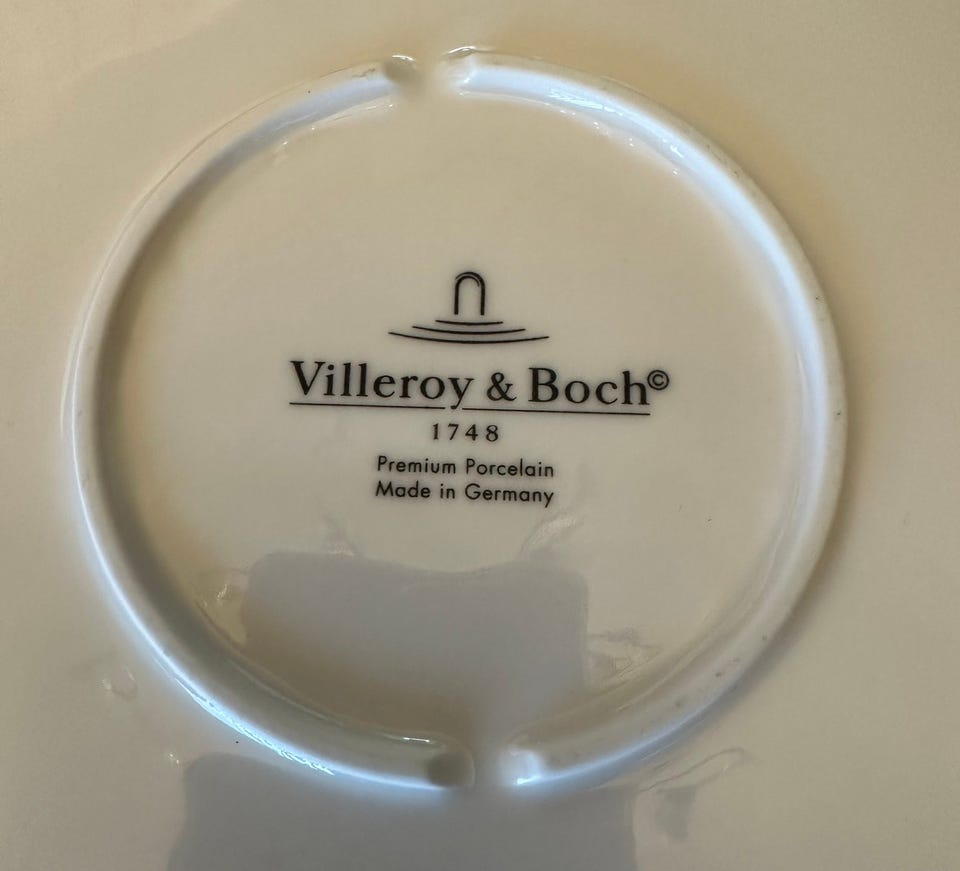 Villeroy & Boch©
1748
Premium Porcelain
Made in Germany